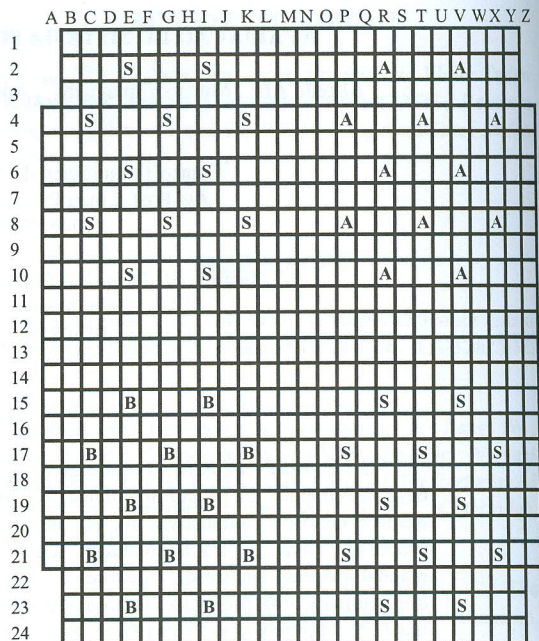 A B C D E F G H I J K L M N O P Q R S T U V W X Y Z
1
2 S S A A
3
4 S S S A A A
5
6 S S A A
7
8 S S S A A A
9
10 S S A A
11
12
13
14
15 B B S S
16
17 B B B S S S
18
19 B B S S
20
21 B B B S S S
22
23 B B S S
24